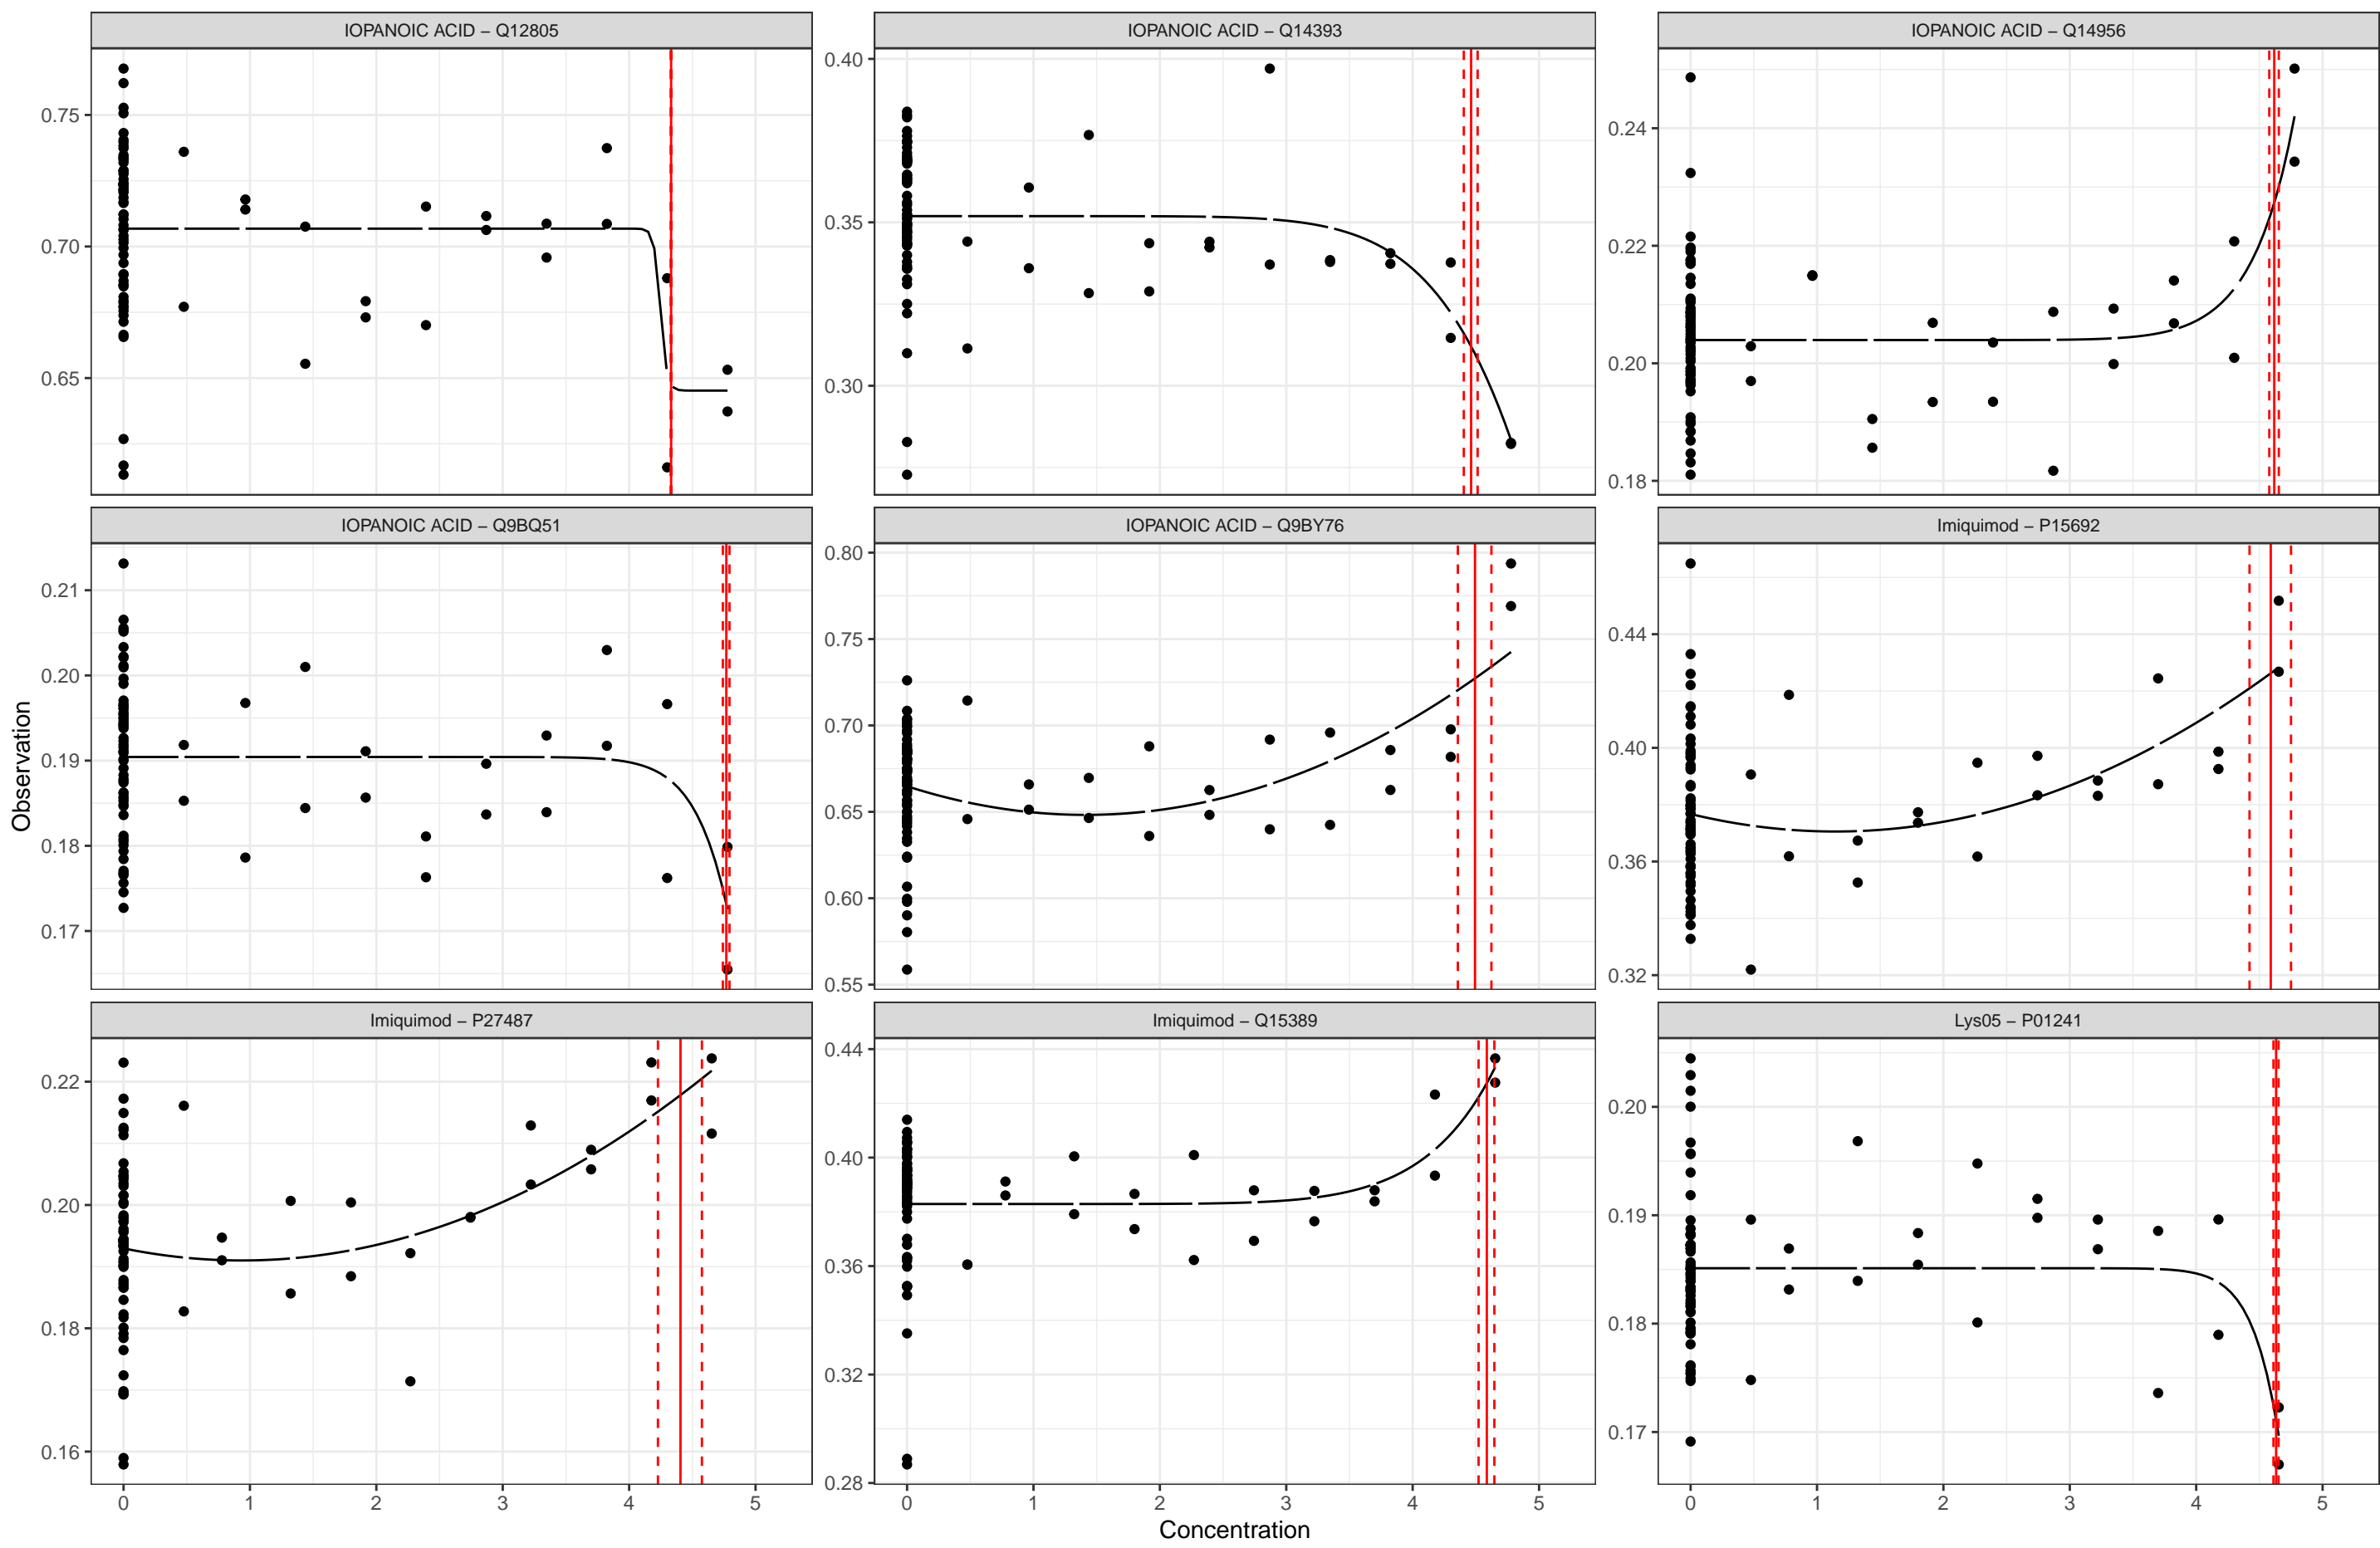 IOPANOIC ACID – Q12805
IOPANOIC ACID – Q14393
IOPANOIC ACID – Q14956
0.75
0.70
0.65
0.40
0.35
0.30
0.24
0.22
0.20
0.18
IOPANOIC ACID – Q9BQ51
IOPANOIC ACID – Q9BY76
Imiquimod – P15692
0.21
0.20
0.19
0.18
0.17
0.80
0.75
0.70
0.65
0.60
0.55
0.44
0.40
0.36
0.32
Observation
Imiquimod – P27487
Imiquimod – Q15389
Lys05 – P01241
0.22
0.20
0.18
0.16
0.44
0.40
0.36
0.32
0.28
0.20
0.19
0.18
0.17
0 1 2 3 4 5
0 1 2 3 4 5
0 1 2 3 4 5
Concentration